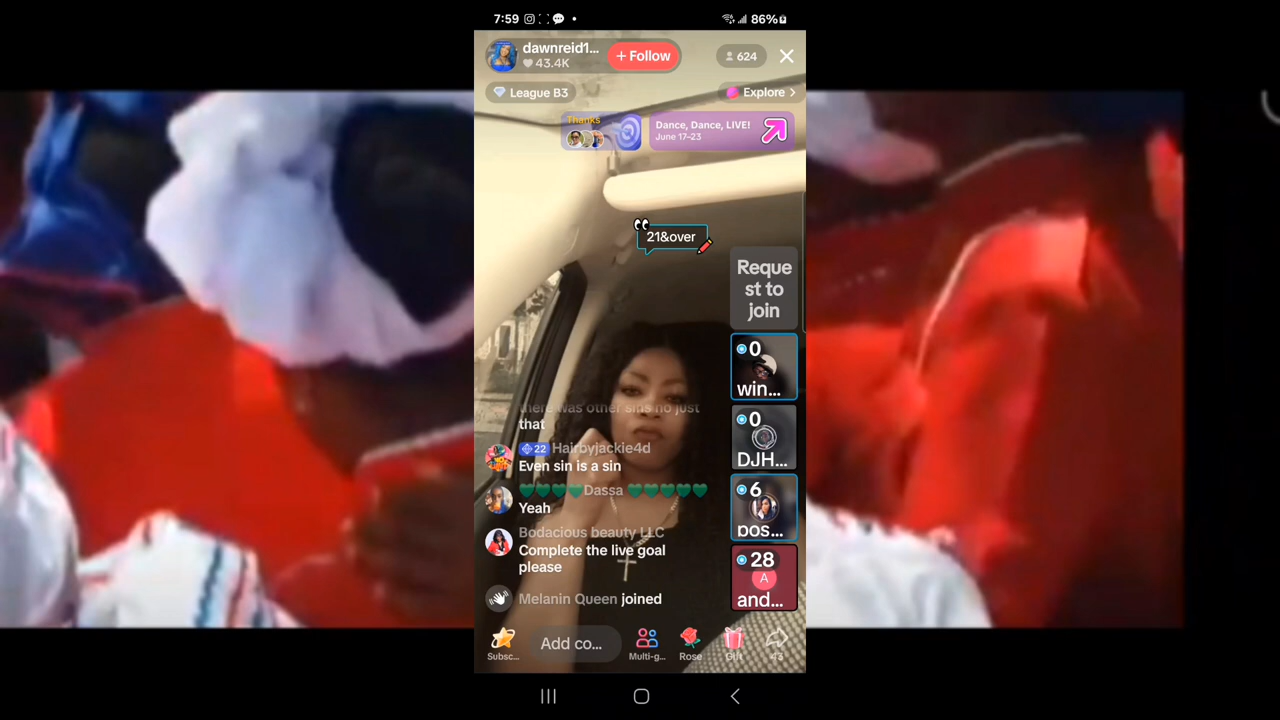 7:59
86%
dawnreid1...
43.4K
+ Follow
624
League B3
Explore >
Thanks
Dance, Dance, LIVE!
June 17-23
21&over
Reque
st to
join
0
win...
0
DJH...
6
pos...
28
A
and...
there was other sins no just
that
22 Hairbyjackie4d
Even sin is a sin
Dassa
Yeah
Bodacious beauty LLC
Complete the live goal
please
Melanin Queen joined
Subsc...
Add co...
Multi-g...
Rose
Gift
43